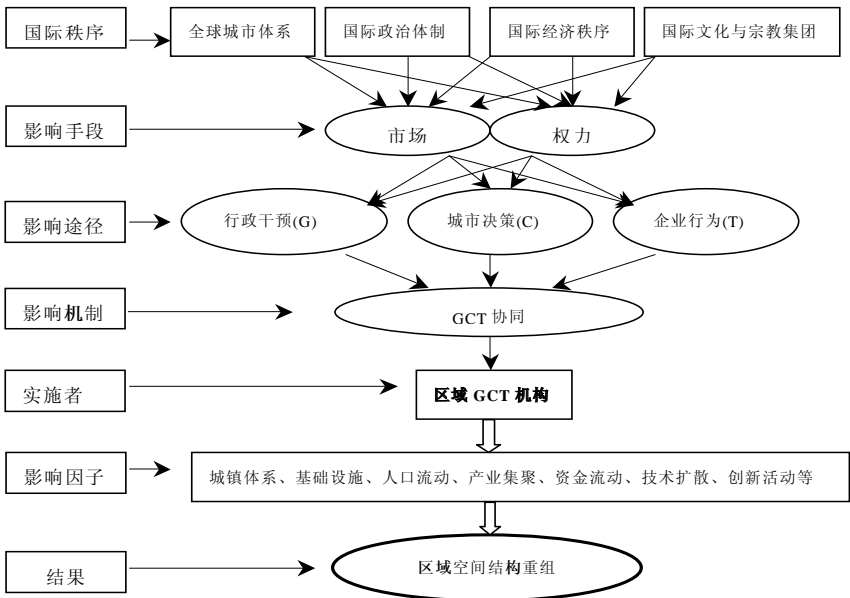 国际秩序
全球城市体系
国际政治体制
国际经济秩序
国际文化与宗教集团
影响手段
市场
权力
影响途径
行政干预(G)
城市决策(C)
企业行为(T)
影响机制
GCT 协同
实施者
区域 GCT 机构
影响因子
城镇体系、基础设施、人口流动、产业集聚、资金流动、技术扩散、创新活动等
结果
区域空间结构重组